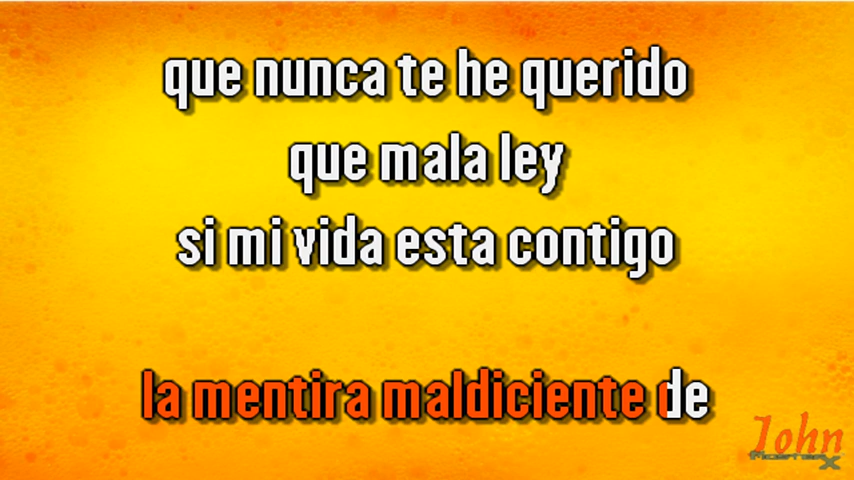 que nunca te he querido
que mala ley
si mi vida esta contigo
la mentira maldiciente de
John